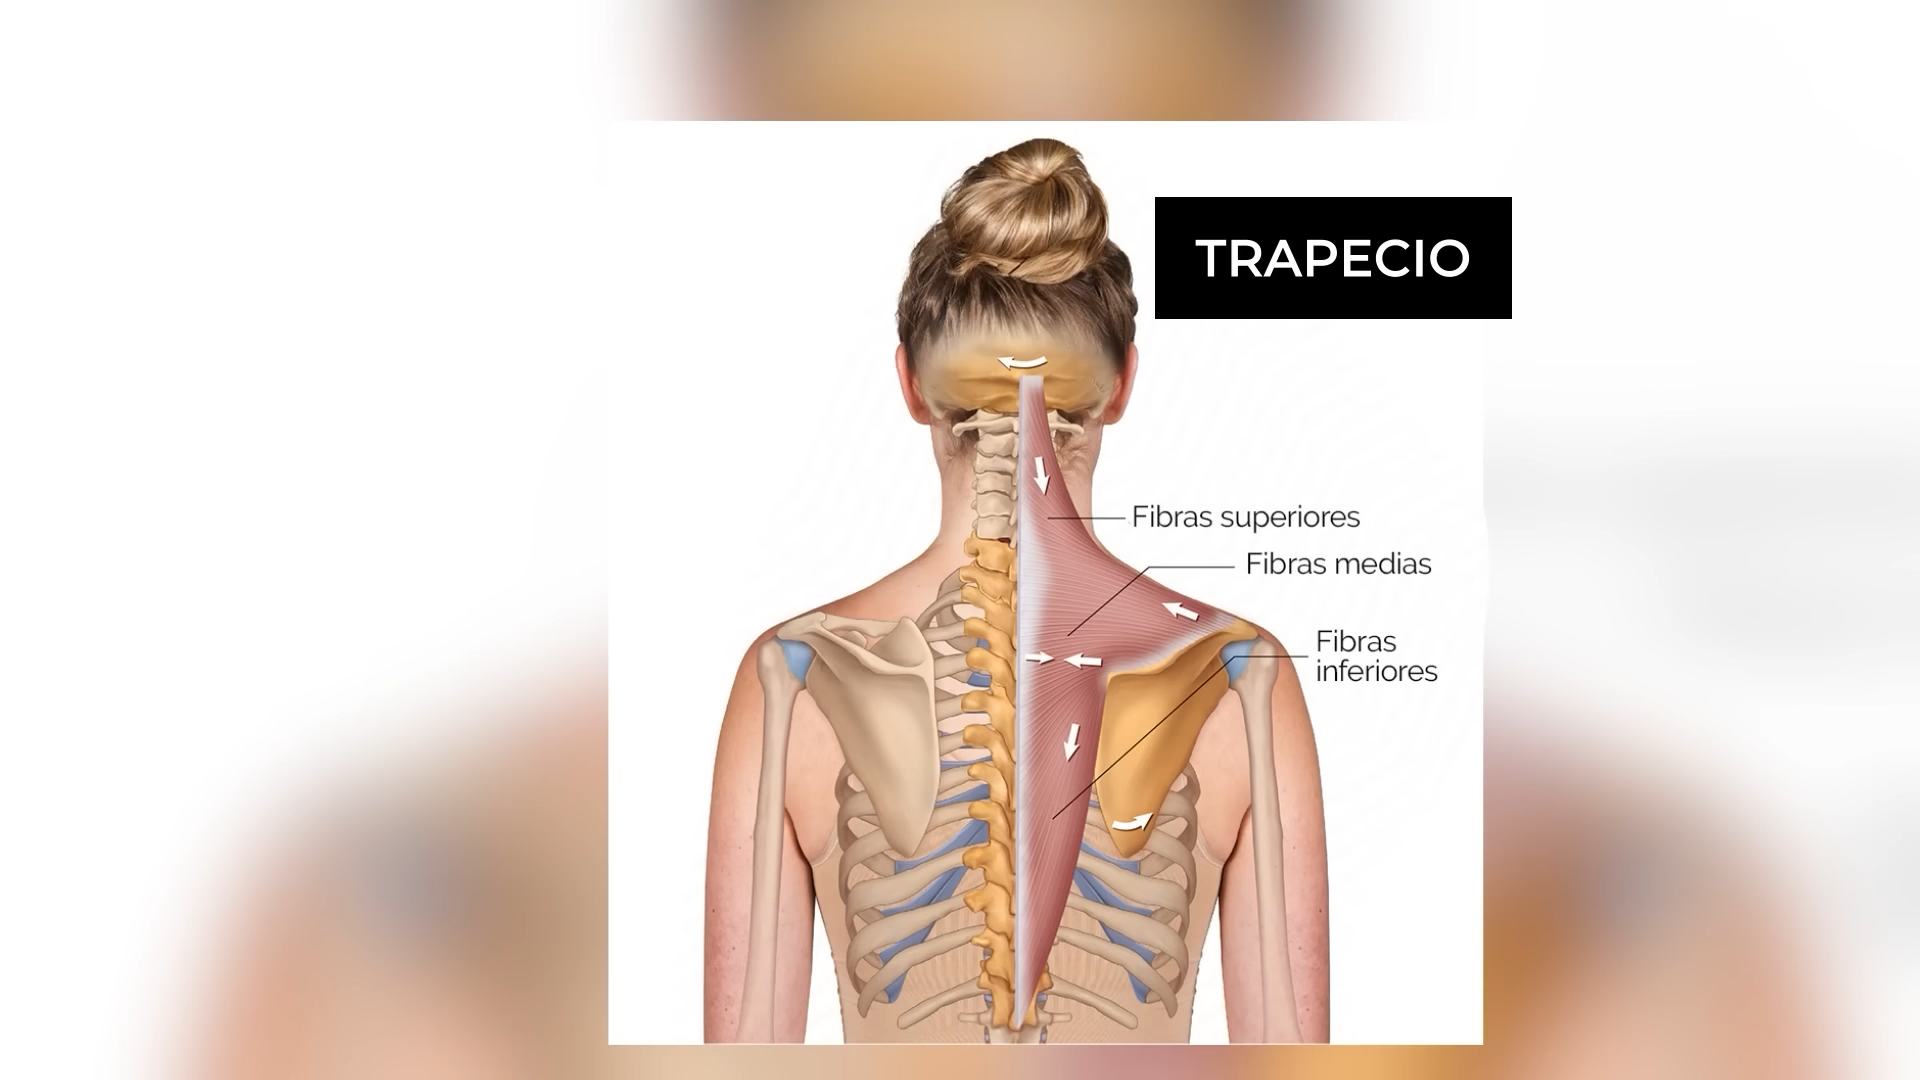 TRAPECIO
Fibras superiores
Fibras medias
Fibras
inferiores